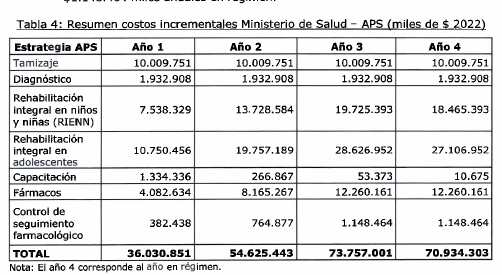 Tabla 4: Resumen costos incrementales Ministerio de Salud – APS (miles de $ 2022)
Estrategia APS Año 1 Año 2 Año 3 Año 4
Tamizaje 10.009.751 10.009.751 10.009.751 10.009.751
Diagnóstico 1.932.908 1.932.908 1.932.908 1.932.908
Rehabilitación
integral en niños 7.538.329 13.728.584 19.725.393 18.465.393
y niñas (RIENN)
Rehabilitación
integral en 10.750.456 19.757.189 28.626.952 27.106.952
adolescentes
Capacitación 1.334.336 266.867 53.373 10.675
Fármacos 4.082.634 8.165.267 12.260.161 12.260.161
Control de
seguimiento 382.438 764.877 1.148.464 1.148.464
farmacológico
TOTAL 36.030.851 54.625.443 73.757.001 70.934.303
Nota: El año 4 corresponde al año en régimen.